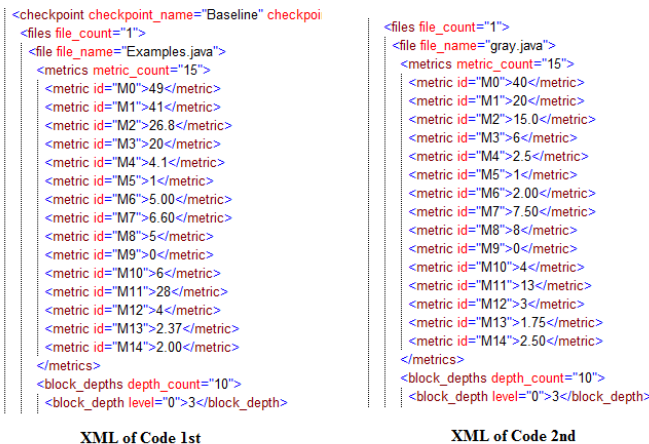 <checkpoint checkpoint_name="Baseline" checkpoi
<files file_count="1">
<file file_name="Examples.java">
<metrics metric_count="15">
<metric id="M0">49</metric>
<metric id="M1">41</metric>
<metric id="M2">26.8</metric>
<metric id="M3">20</metric>
<metric id="M4">4.1</metric>
<metric id="M5">1</metric>
<metric id="M6">5.00</metric>
<metric id="M7">6.60</metric>
<metric id="M8">5</metric>
<metric id="M9">0</metric>
<metric id="M10">6</metric>
<metric id="M11">28</metric>
<metric id="M12">4</metric>
<metric id="M13">2.37</metric>
<metric id="M14">2.00</metric>
</metrics>
<block_depths depth_count="10">
<block_depth level="0">3</block_depth>
XML of Code 1st
<files file_count="1">
<file file_name="gray.java">
<metrics metric_count="15">
<metric id="M0">40</metric>
<metric id="M1">20</metric>
<metric id="M2">15.0</metric>
<metric id="M3">6</metric>
<metric id="M4">2.5</metric>
<metric id="M5">1</metric>
<metric id="M6">2.00</metric>
<metric id="M7">7.50</metric>
<metric id="M8">8</metric>
<metric id="M9">0</metric>
<metric id="M10">4</metric>
<metric id="M11">13</metric>
<metric id="M12">3</metric>
<metric id="M13">1.75</metric>
<metric id="M14">2.50</metric>
</metrics>
<block_depths depth_count="10">
<block_depth level="0">3</block_depth>
XML of Code 2nd